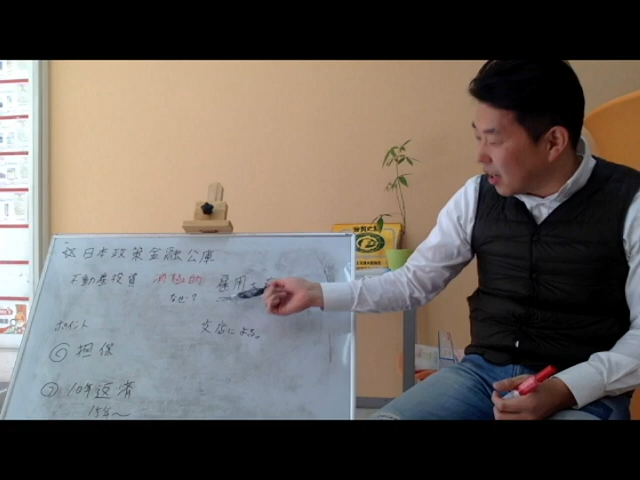 ※日本政策金融公庫
不動産投資 消極的 雇用
なぜ?
ポイント 支店による。
① 担保
② 10年返済
15年〜